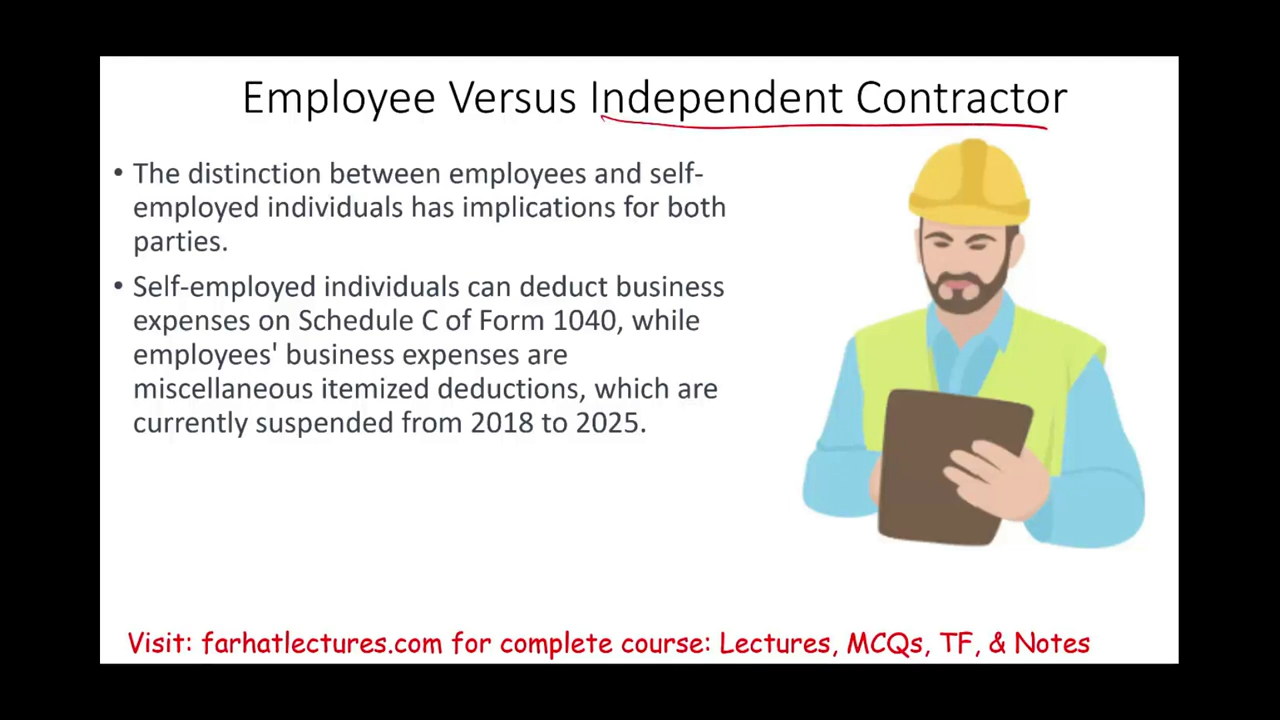 Employee Versus Independent Contractor
• The distinction between employees and self-
employed individuals has implications for both
parties.
• Self-employed individuals can deduct business
expenses on Schedule C of Form 1040, while
employees' business expenses are
miscellaneous itemized deductions, which are
currently suspended from 2018 to 2025.
Visit: farhatlectures.com for complete course: Lectures, MCQs, TF, & Notes